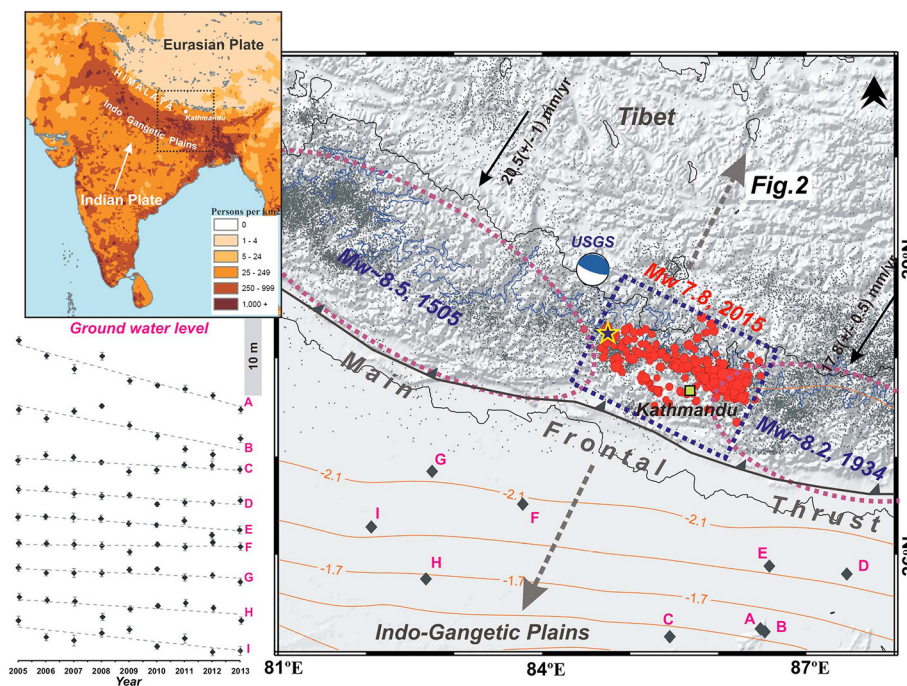 Eurasian Plate
HIMALAYA
Kathmandu
Indo Gangetic Plains
Indian Plate
Persons per km2
0
1 - 4
5 - 24
25 - 249
250 - 999
1,000 +
Ground water level
10 m
A
B
C
D
E
F
G
H
I
2005 2006 2007 2008 2009 2010 2011 2012 2013
Year
Tibet
20.5(+/- 1) mm/yr
Fig.2
USGS
Mw~8.5, 1505
Mw 7.8, 2015
17.8(+/- 0.5) mm/yr
Kathmandu
Mw~8.2, 1934
Main Frontal Thrust
G
-2.1
F
-2.1
I
E
D
H
-1.7
-1.7
C
A
B
Indo-Gangetic Plains
81°E
84°E
87°E
26°N